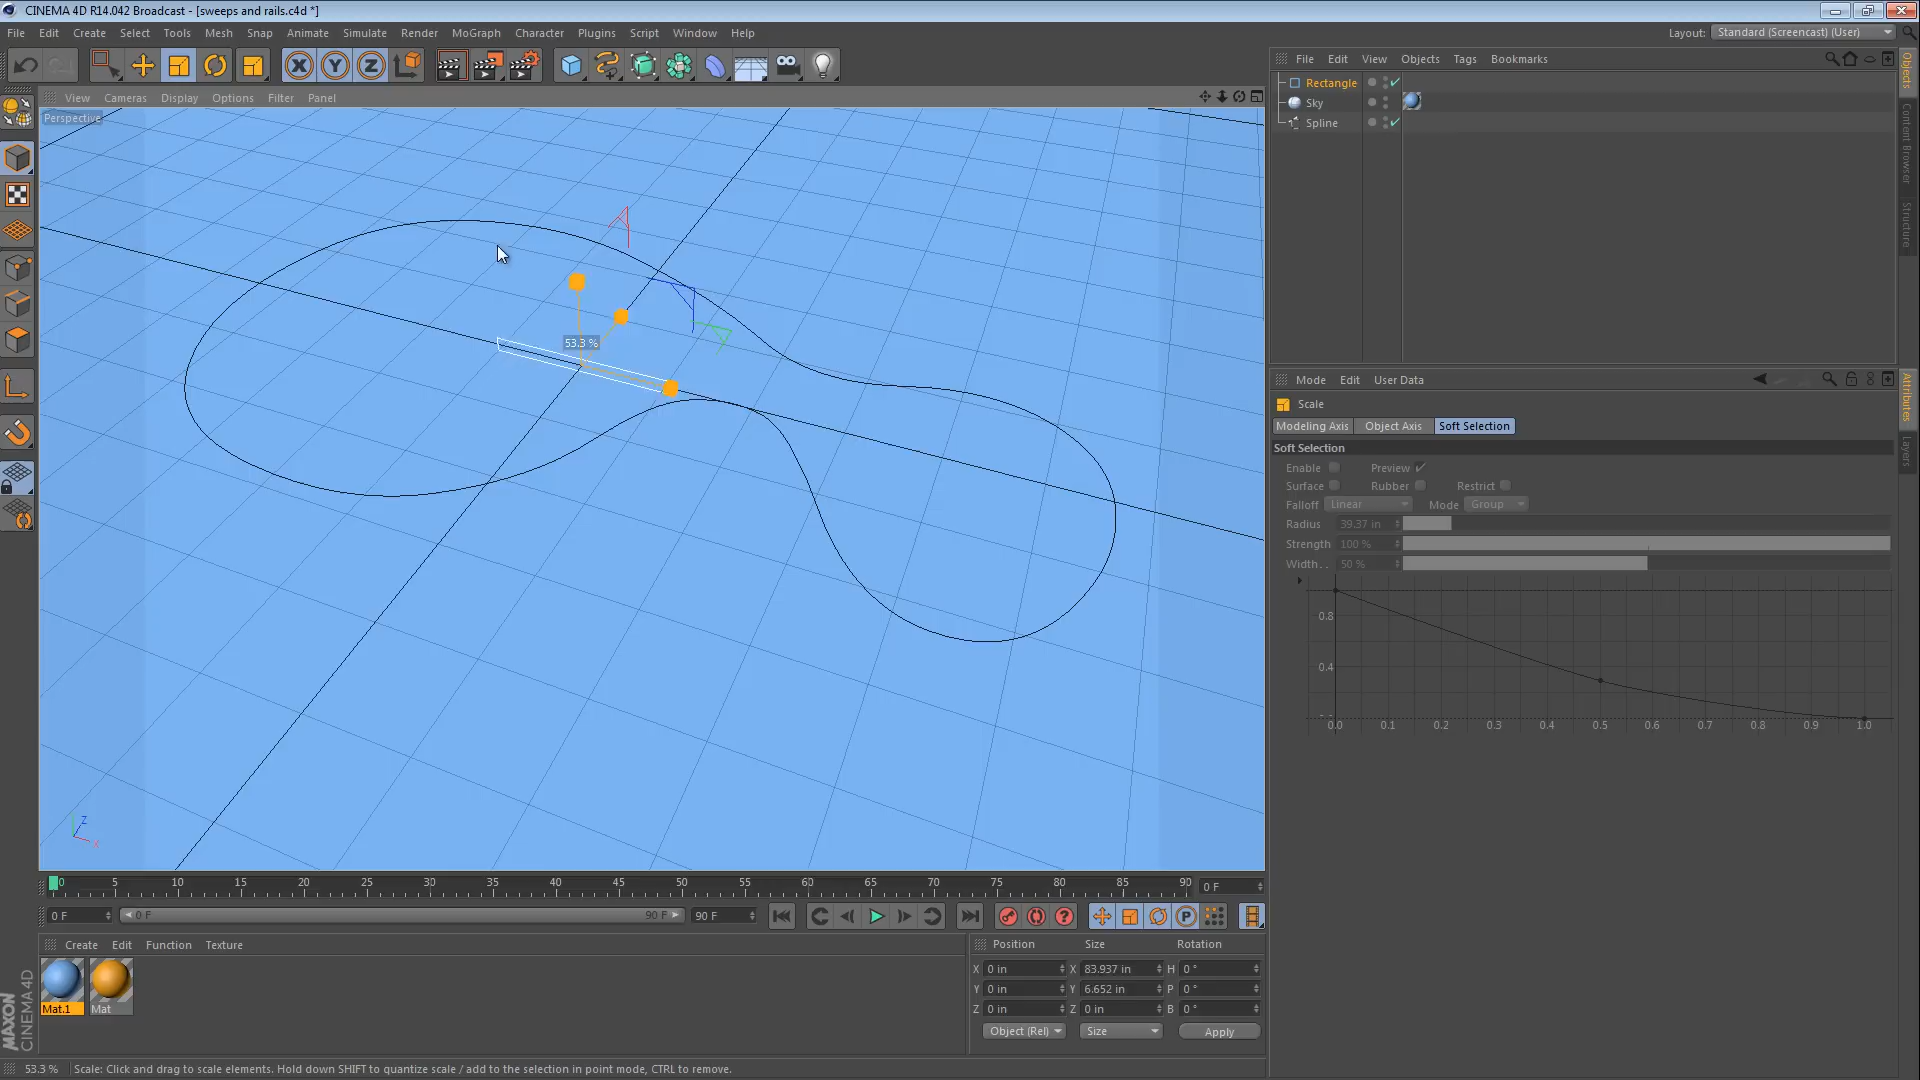 CINEMA 4D R14.042 Broadcast - [sweeps and rails.c4d *]
File Edit Create Select Tools Mesh Snap Animate Simulate Render MoGraph Character Plugins Script Window Help
Layout: Standard (Screencast) (User)
View Cameras Display Options Filter Panel
Perspective
53.3 %
Z
X
File Edit View Objects Tags Bookmarks
Rectangle
Sky
Spline
Objects
Content Browser
Structure
Mode Edit User Data
Scale
Modeling Axis Object Axis Soft Selection
Soft Selection
Enable Preview
Surface Rubber Restrict
Falloff Linear Mode Group
Radius 39.37 in
Strength 100 %
Width.. 50 %
0.8
0.4
0.0 0.1 0.2 0.3 0.4 0.5 0.6 0.7 0.8 0.9 1.0
Attributes
Layers
0 5 10 15 20 25 30 35 40 45 50 55 60 65 70 75 80 85 90 0 F
0 F 0 F 90 F 90 F
P
Create Edit Function Texture
Mat.1 Mat
Position Size Rotation
X 0 in X 83.937 in H 0 °
Y 0 in Y 6.652 in P 0 °
Z 0 in Z 0 in B 0 °
Object (Rel) Size Apply
MAXON
CINEMA 4D
53.3 % Scale: Click and drag to scale elements. Hold down SHIFT to quantize scale / add to the selection in point mode, CTRL to remove.